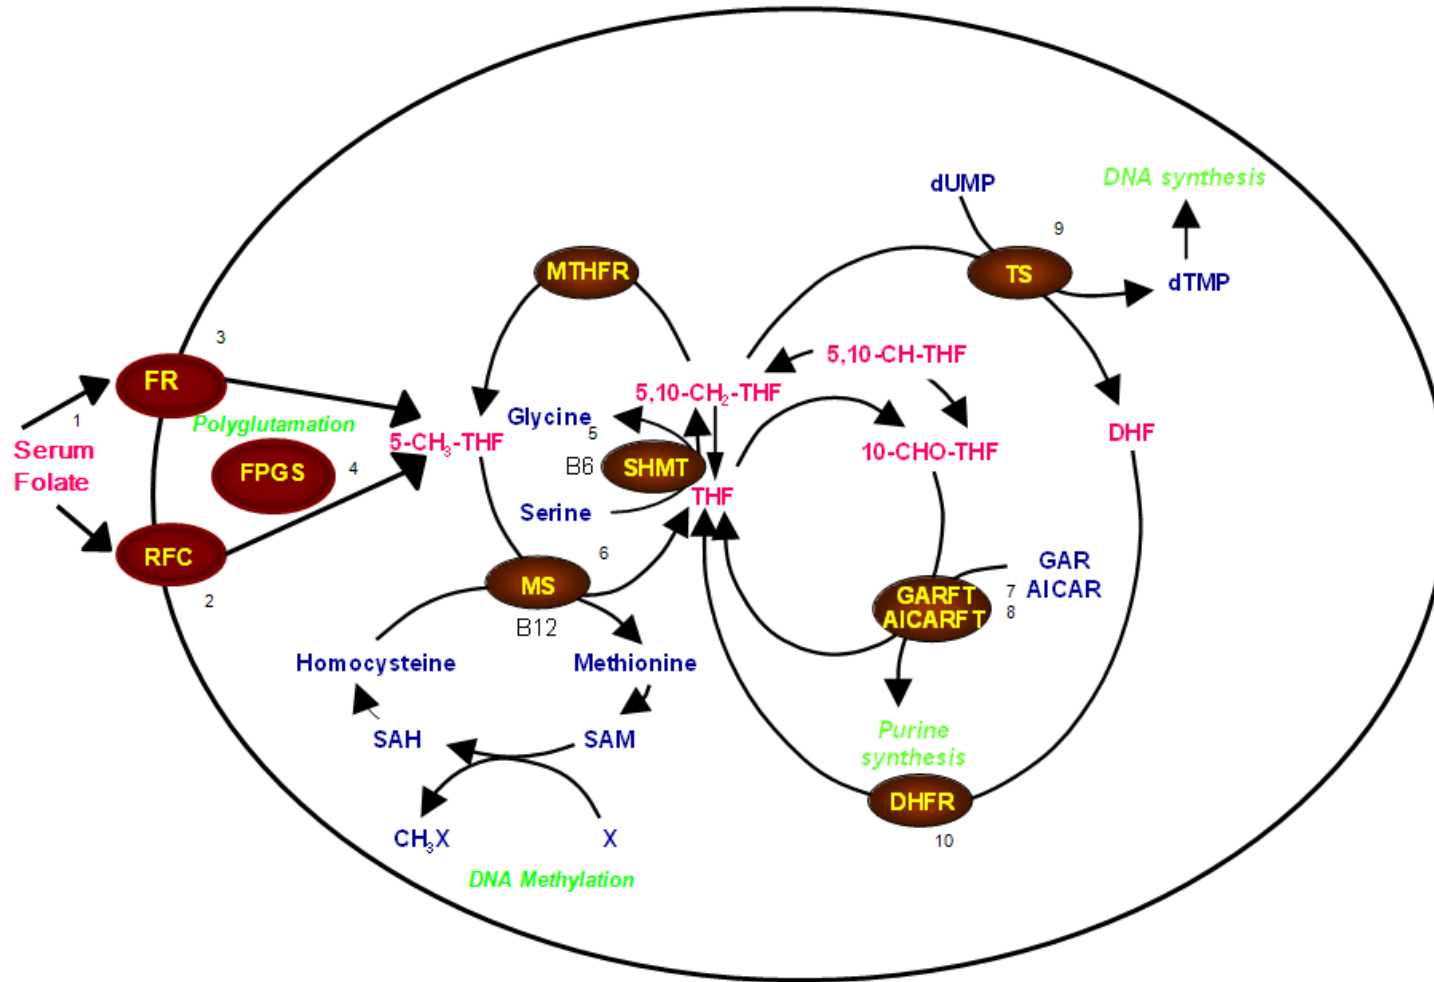 dUMP
DNA synthesis
9
MTHFR
TS
dTMP
3
FR
5,10-CH-THF
1
5,10-CH₂-THF
Glycine
Polyglutamation
5
5-CH₃-THF
DHF
Serum
Folate
FPGS
4
B6
SHMT
10-CHO-THF
THF
Serine
RFC
6
2
MS
B12
GAR
AICAR
7
8
GARFT
AICARFT
Homocysteine
Methionine
SAH
SAM
Purine
synthesis
DHFR
10
CH₃X
X
DNA Methylation